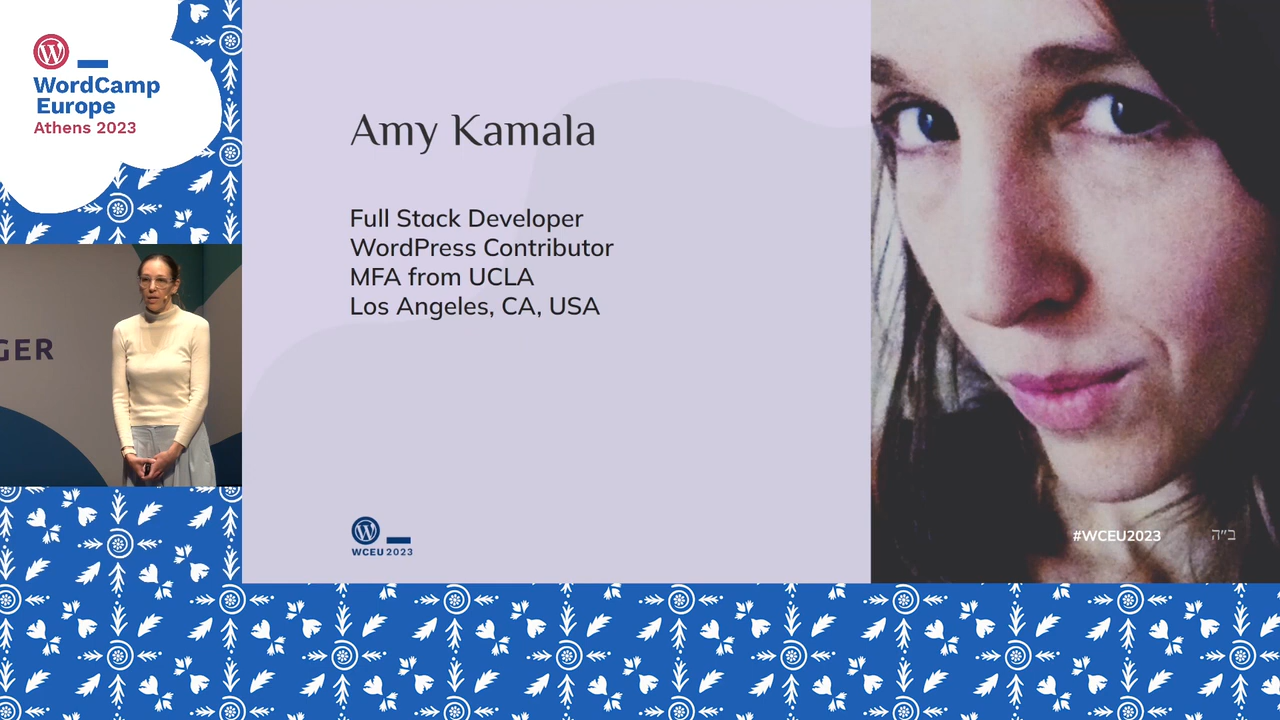 WordCamp
Europe
Athens 2023
GER
Amy Kamala
Full Stack Developer
WordPress Contributor
MFA from UCLA
Los Angeles, CA, USA
WCEU 2023
#WCEU2023
ב״ה